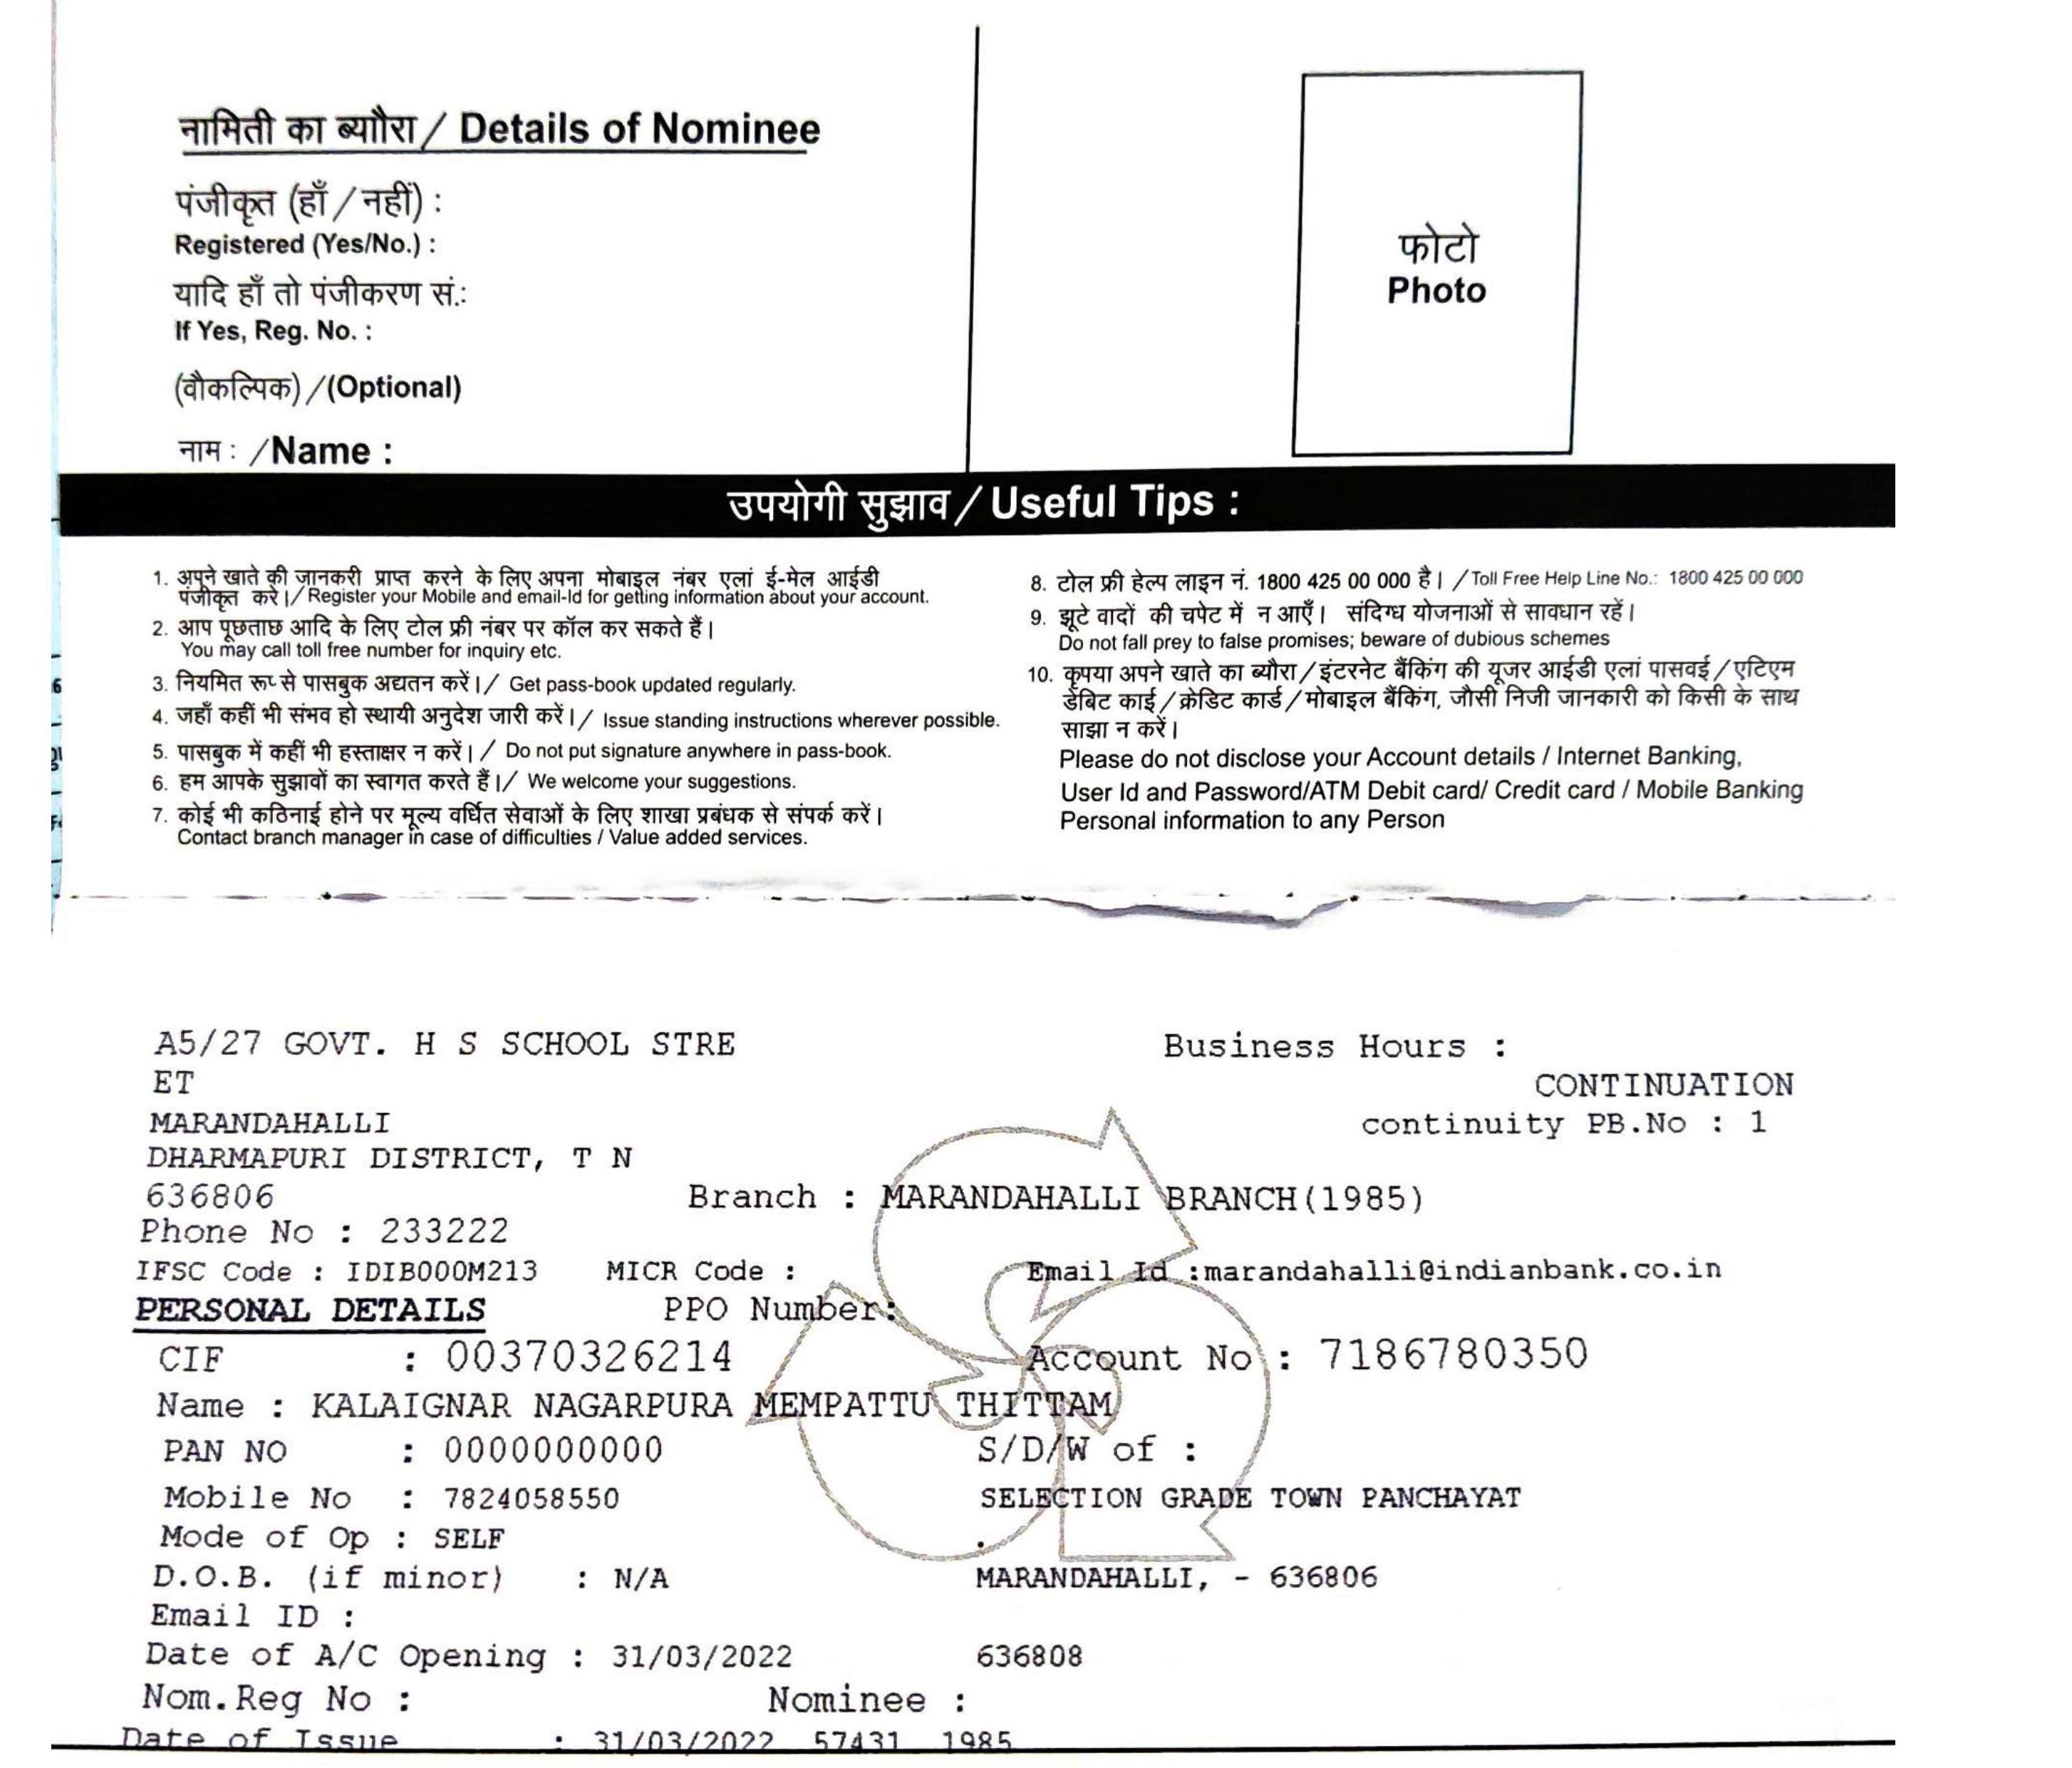 नामिती का ब्याौरा / Details of Nominee
पंजीकृत (हाँ / नहीं) :
Registered (Yes/No.) :
यादि हाँ तो पंजीकरण सं.:
If Yes, Reg. No. :
(वौकल्पिक) / (Optional)
नाम : / Name :
फोटो
Photo
उपयोगी सुझाव / Useful Tips :
1. अपूने खाते की जानकरी प्राप्त करने के लिए अपना मोबाइल नंबर एलां ई-मेल आईडी
पंजीकृत करे।/ Register your Mobile and email-Id for getting information about your account.
2. आप पूछताछ आदि के लिए टोल फ्री नंबर पर कॉल कर सकते हैं।
You may call toll free number for inquiry etc.
3. नियमित रूप से पासबुक अद्यतन करें।/ Get pass-book updated regularly.
4. जहाँ कहीं भी संभव हो स्थायी अनुदेश जारी करें।/ Issue standing instructions wherever possible.
5. पासबुक में कहीं भी हस्ताक्षर न करें।/ Do not put signature anywhere in pass-book.
6. हम आपके सुझावों का स्वागत करते हैं।/ We welcome your suggestions.
7. कोई भी कठिनाई होने पर मूल्य वर्धित सेवाओं के लिए शाखा प्रबंधक से संपर्क करें।
Contact branch manager in case of difficulties / Value added services.
8. टोल फ्री हेल्प लाइन नं. 1800 425 00 000 है। / Toll Free Help Line No.: 1800 425 00 000
9. झूटे वादों की चपेट में न आएँ। संदिग्ध योजनाओं से सावधान रहें।
Do not fall prey to false promises; beware of dubious schemes
10. कृपया अपने खाते का ब्यौरा / इंटरनेट बैंकिंग की यूजर आईडी एलां पासवई / एटिएम
डेबिट काई / क्रेडिट कार्ड / मोबाइल बैंकिंग, जौसी निजी जानकारी को किसी के साथ
साझा न करें।
Please do not disclose your Account details / Internet Banking,
User Id and Password/ATM Debit card/ Credit card / Mobile Banking
Personal information to any Person
A5/27 GOVT. H S SCHOOL STRE
ET
Business Hours :
CONTINUATION
MARANDAHALLI
continuity PB.No : 1
DHARMAPURI DISTRICT, T N
636806
Branch : MARANDAHALLI BRANCH(1985)
Phone No : 233222
IFSC Code : IDIB000M213 MICR Code : Email Id :marandahalli@indianbank.co.in
PERSONAL DETAILS PPO Number:
CIF : 00370326214 Account No : 7186780350
Name : KALAIGNAR NAGARPURA MEMPATTU THITTAM
PAN NO : 0000000000 S/D/W of :
Mobile No : 7824058550 SELECTION GRADE TOWN PANCHAYAT
Mode of Op : SELF .
D.O.B. (if minor) : N/A MARANDAHALLI, - 636806
Email ID :
Date of A/C Opening : 31/03/2022 636808
Nom.Reg No : Nominee :
Date of Issue : 31/03/2022 57431 1985